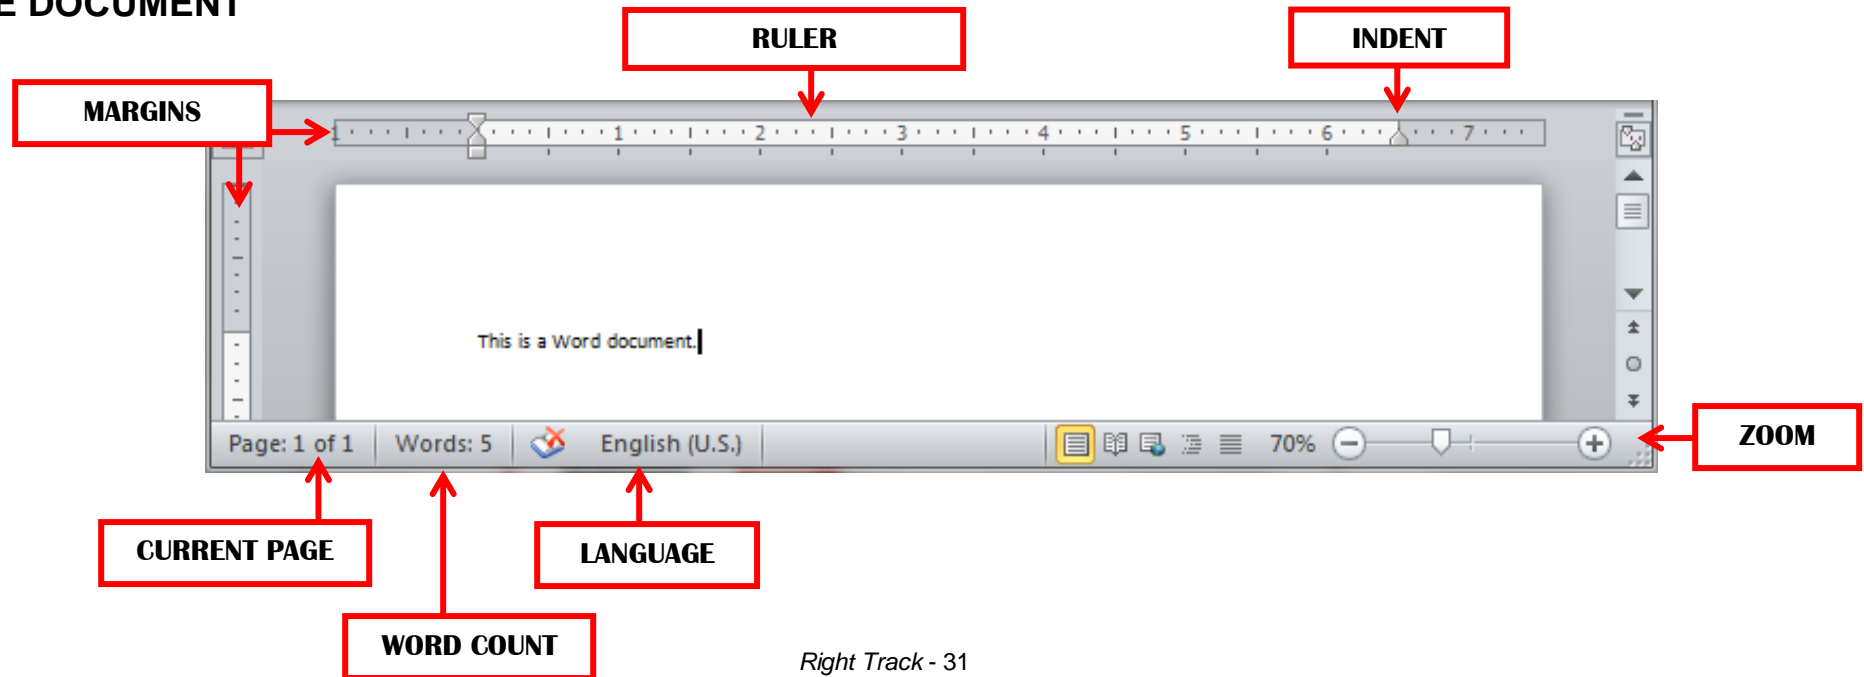 E DOCUMENT
RULER
INDENT
MARGINS
1 1 2 3 4 5 6 7
This is a Word document.
Page: 1 of 1 Words: 5 English (U.S.) 70%
ZOOM
CURRENT PAGE
LANGUAGE
WORD COUNT
Right Track - 31